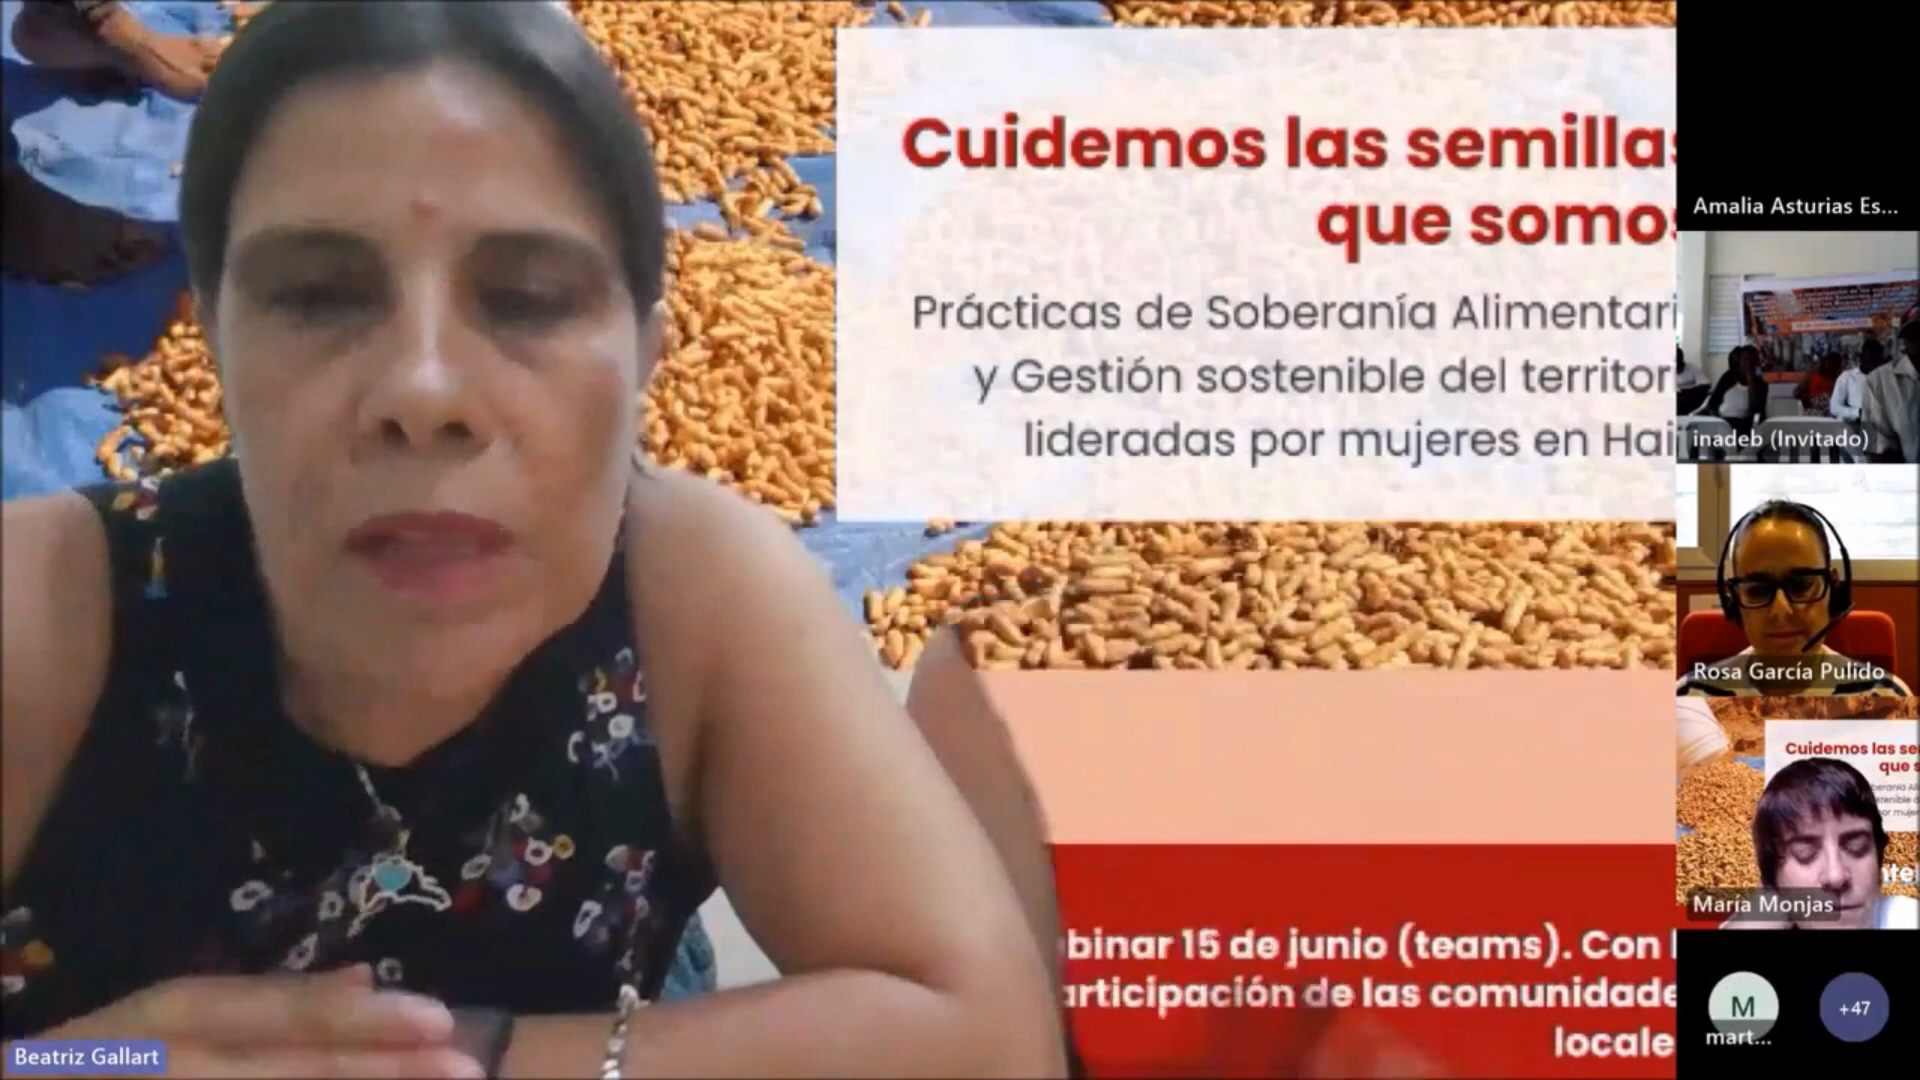 Cuidemos las semillas
que somos
Prácticas de Soberanía Alimentari
y Gestión sostenible del territor
lideradas por mujeres en Hai
binar 15 de junio (teams). Con
articipación de las comunidade
locale
Beatriz Gallart
Amalia Asturias Es...
inadeb (Invitado)
Rosa García Pulido
Cuidemos las se
que s
María Monjas
M
mart...
+47